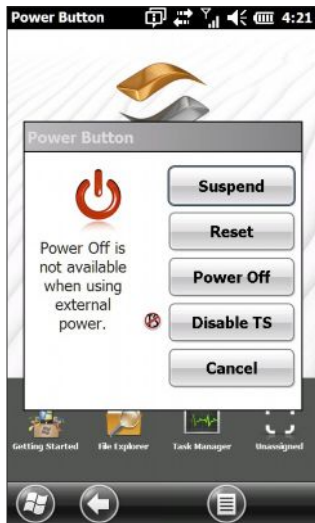 Power Button 4:21
Power Button
Suspend
Reset
Power Off
Disable TS
Cancel
Power Off is
not available
when using
external
power.
Getting Started File Explorer Task Manager Unassigned